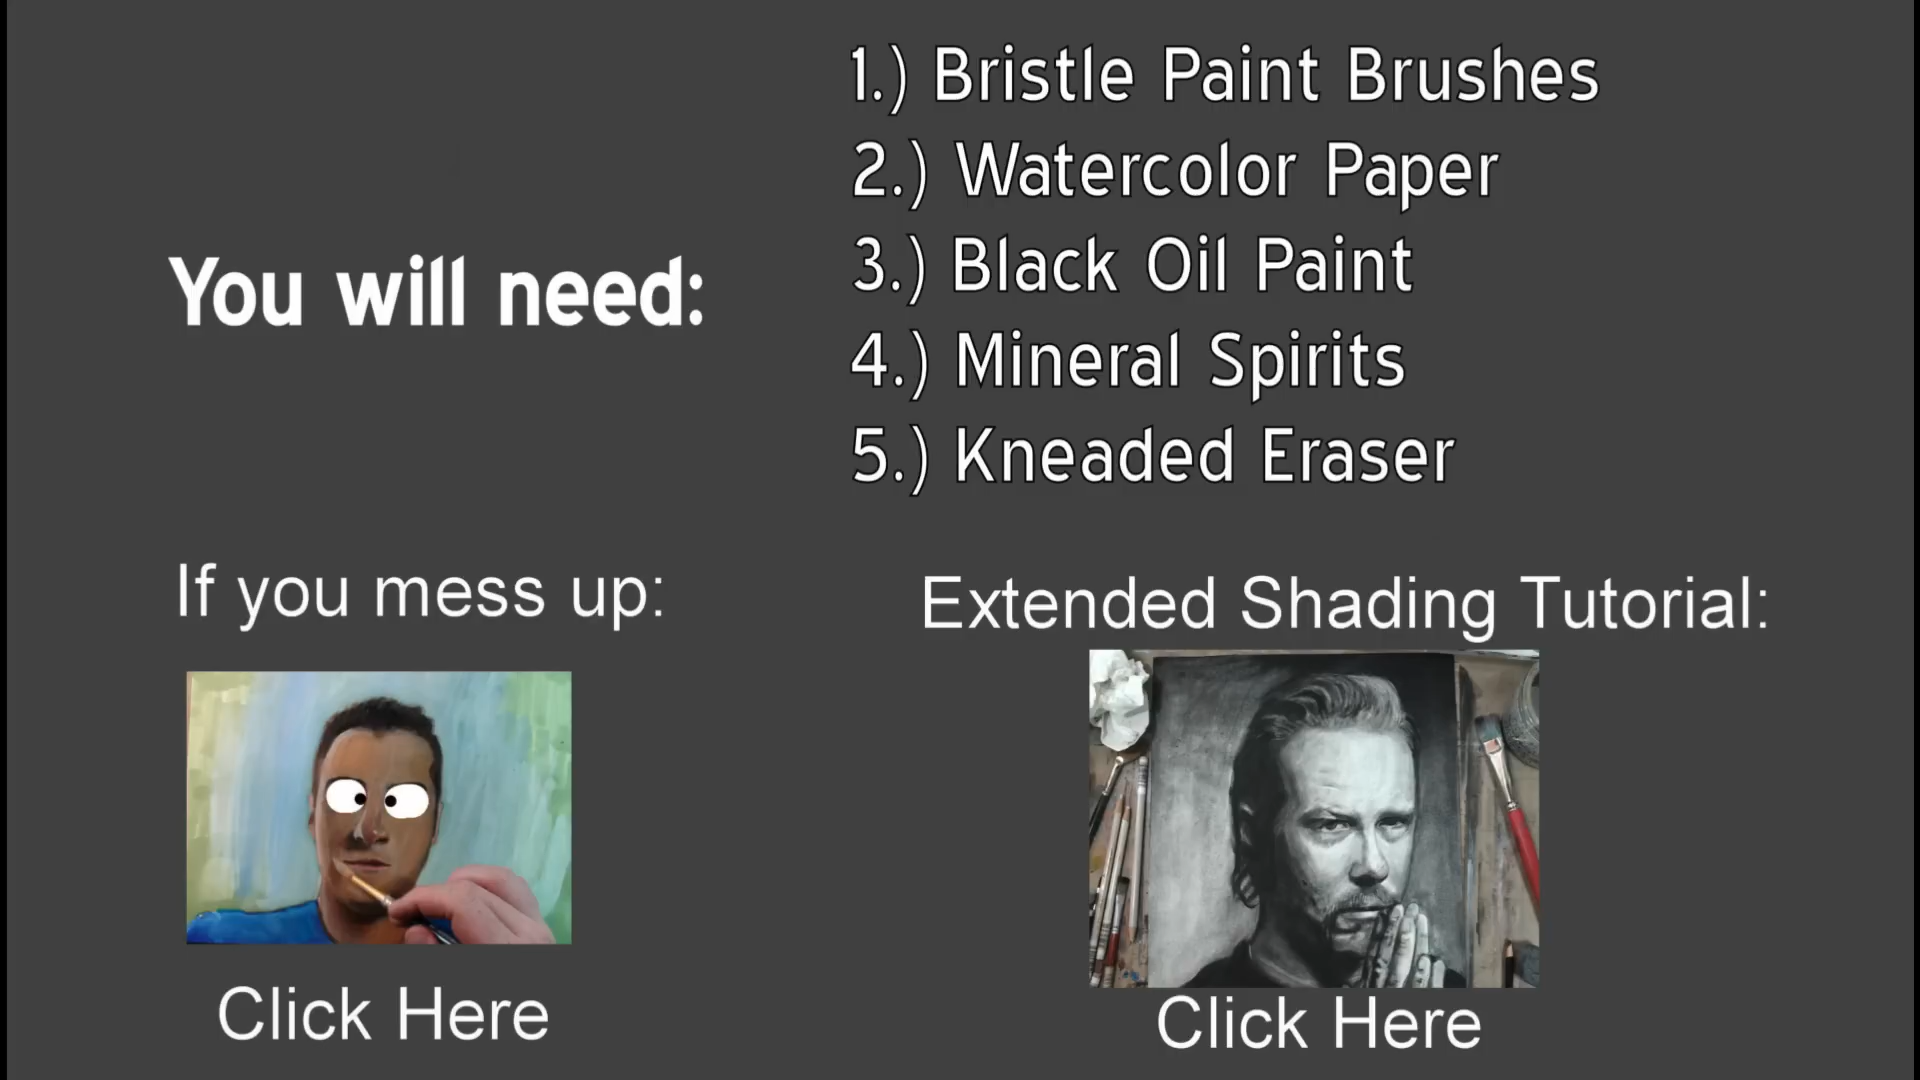 You will need:
1.) Bristle Paint Brushes
2.) Watercolor Paper
3.) Black Oil Paint
4.) Mineral Spirits
5.) Kneaded Eraser
If you mess up:
Click Here
Extended Shading Tutorial:
Click Here